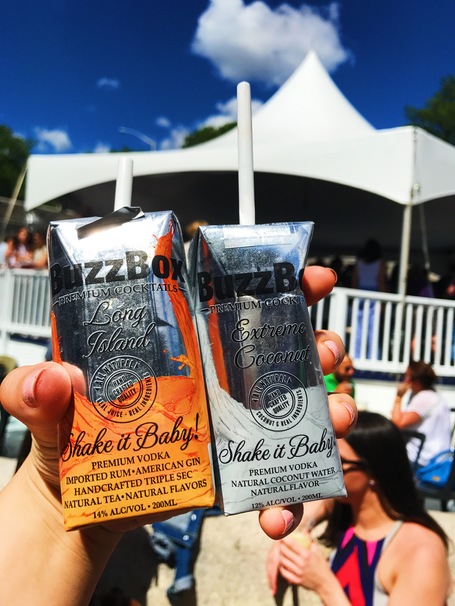 BuzzBox
PREMIUM COCKTAILS
Long
Island
Shake it Baby!
PREMIUM VODKA
IMPORTED RUM • AMERICAN GIN
HANDCRAFTED TRIPLE SEC
NATURAL TEA • NATURAL FLAVORS
14% ALC/VOL • 200ML
BuzzB
PREMIUM COCKT
Extreme
Coconut
Shake it Baby
PREMIUM VODKA
NATURAL COCONUT WATER
NATURAL FLAVOR
12% ALC/VOL • 200ML